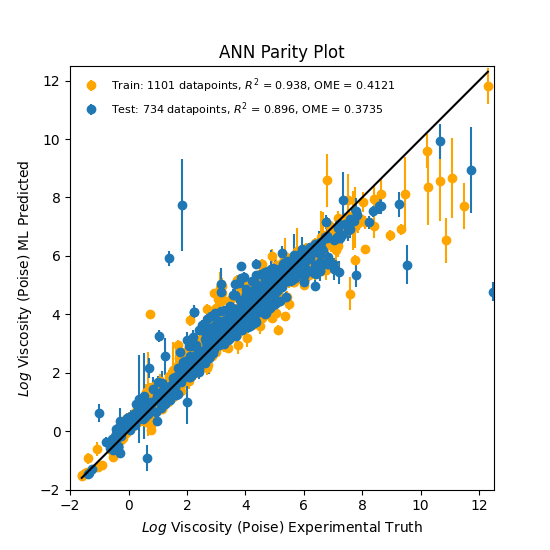 ANN Parity Plot
Train: 1101 datapoints, R² = 0.938, OME = 0.4121
Test: 734 datapoints, R² = 0.896, OME = 0.3735
Log Viscosity (Poise) ML Predicted
12
10
8
6
4
2
0
−2
−2 0 2 4 6 8 10 12
Log Viscosity (Poise) Experimental Truth